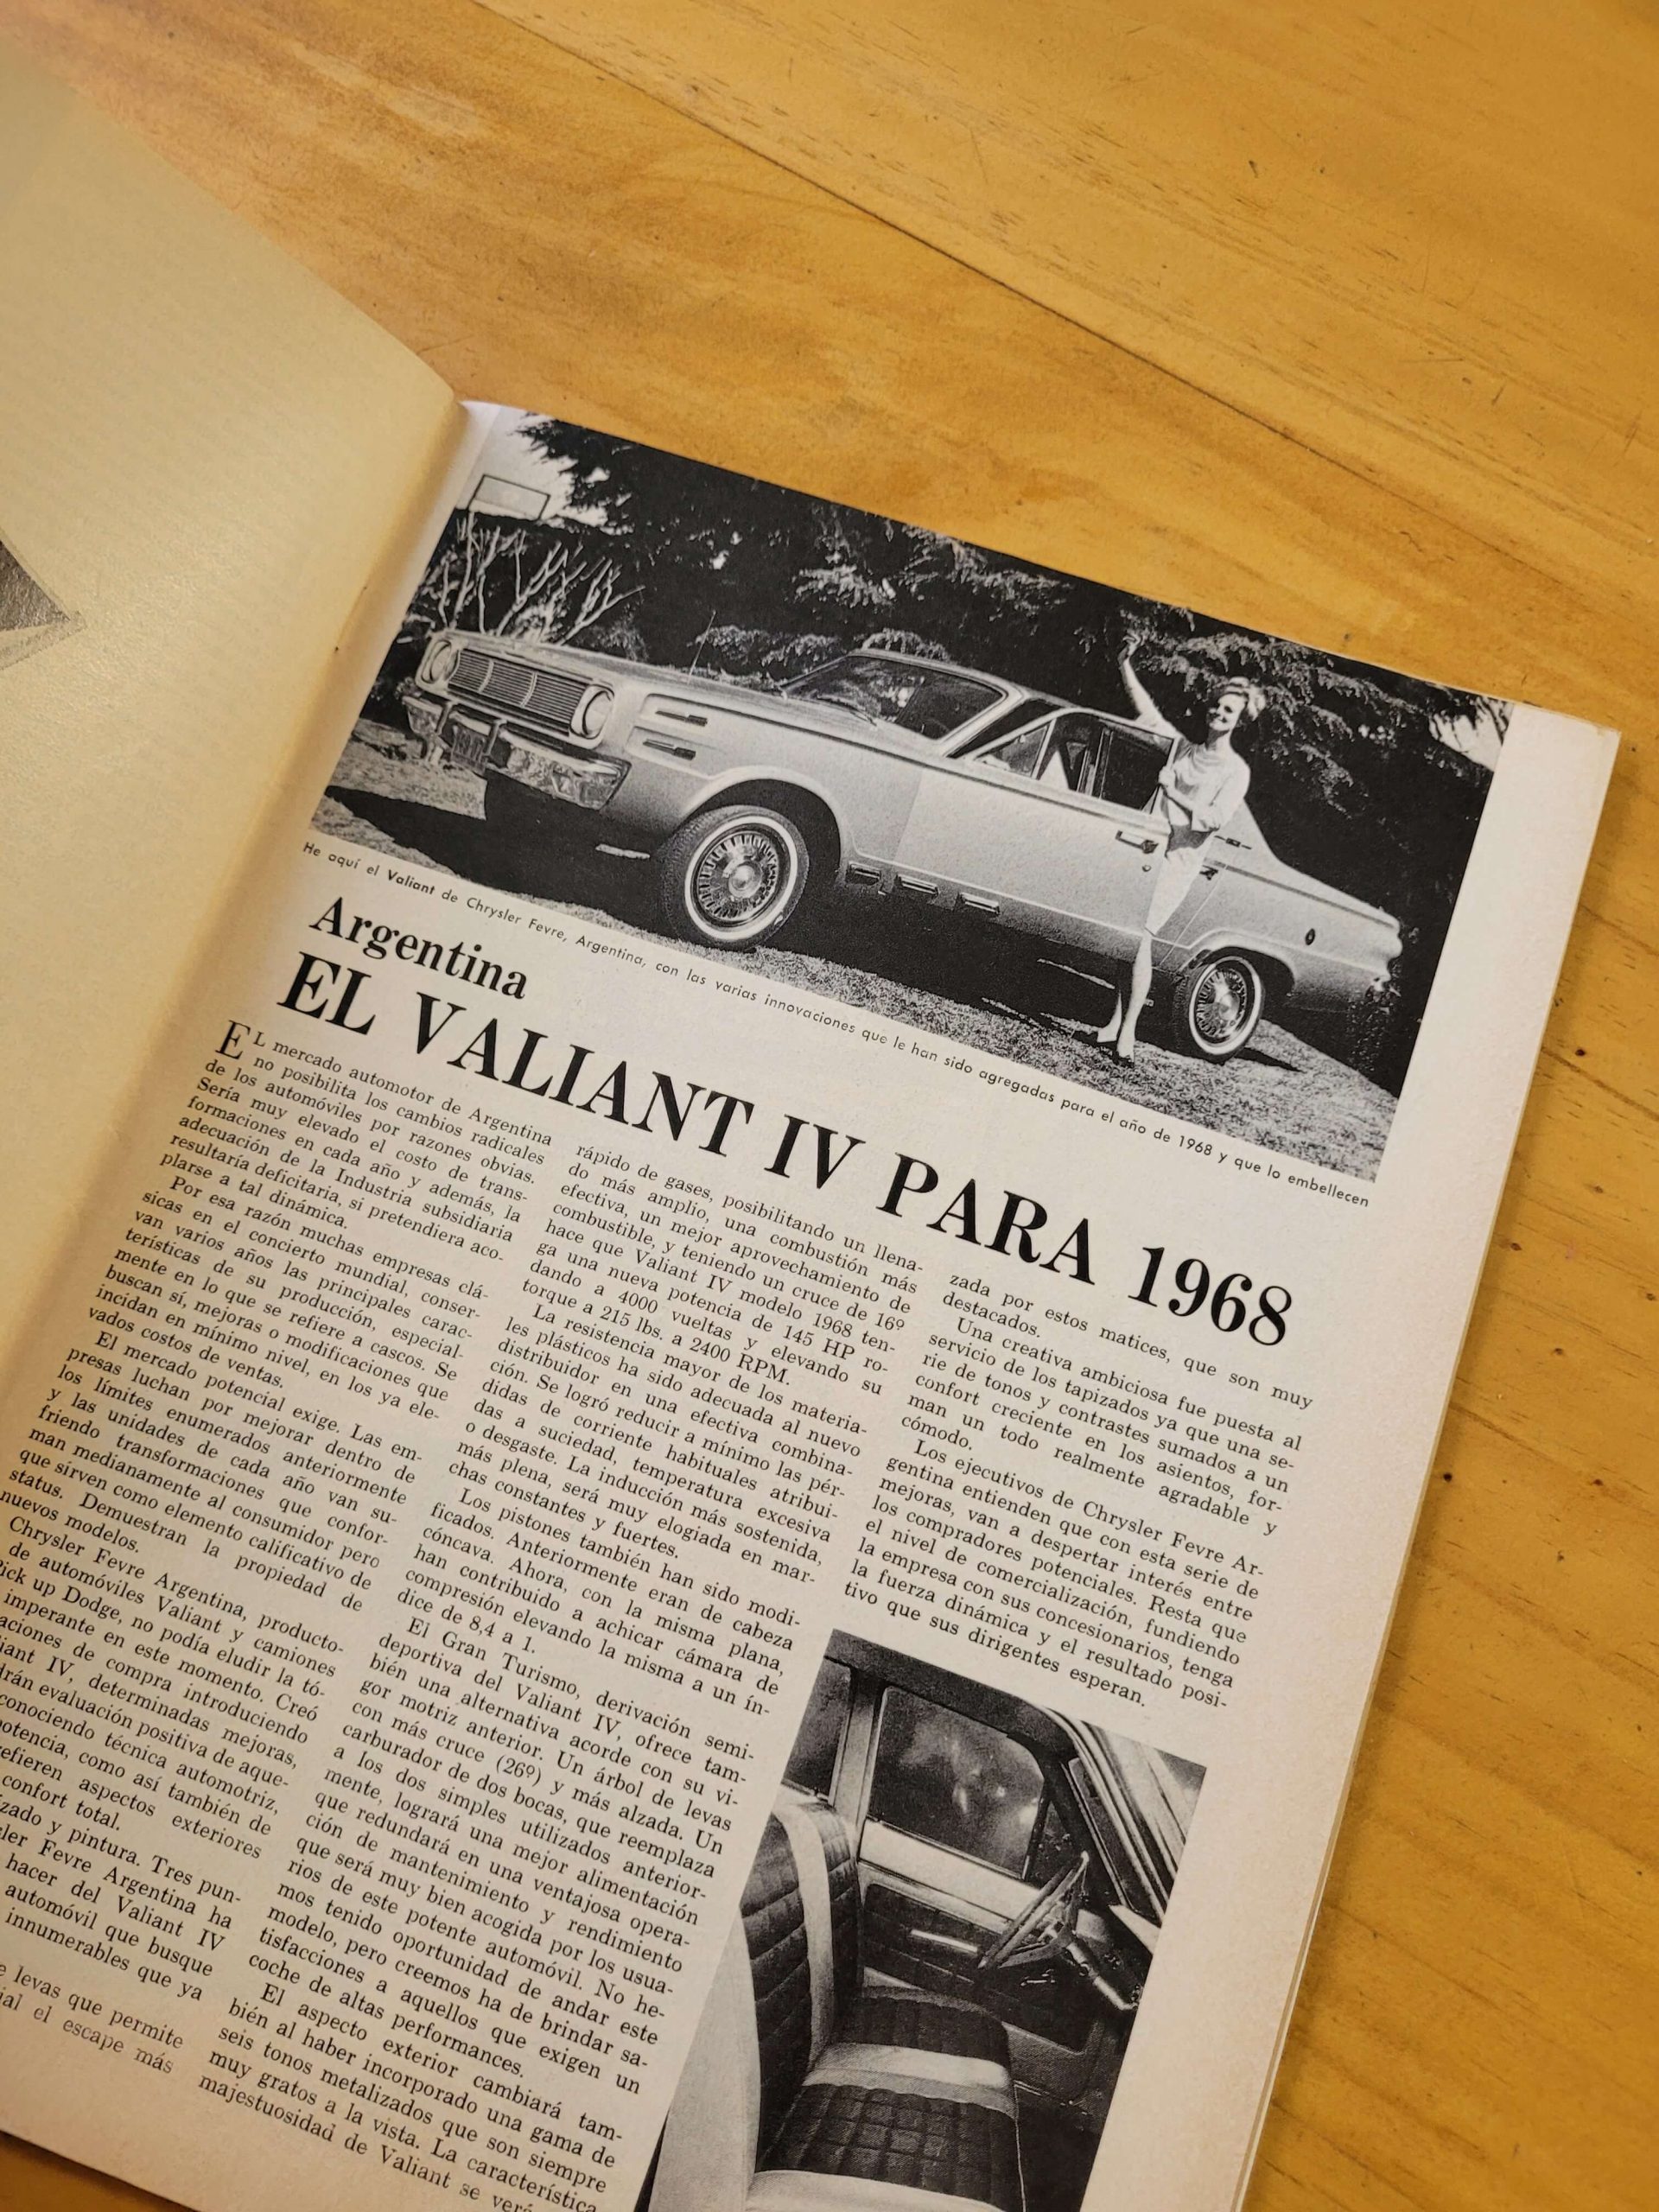 He aquí el Valiant de Chrysler Fevre, Argentina, con las varias innovaciones que le han sido agregadas para el año de 1968 y que lo embellecen
Argentina
EL VALIANT IV PARA 1968
EL mercado automotor de Argentina
no posibilita los cambios radicales
de los automóviles por razones obvias.
Sería muy elevado el costo de trans-
formaciones en cada año y además, la
adecuación de la Industria subsidiaria
resultaría deficitaria, si pretendiera aco-
plarse a tal dinámica.
Por esa razón muchas empresas clá-
sicas en el concierto mundial, conser-
van varios años las principales carac-
terísticas de su producción, especial-
mente en lo que se refiere a cascos. Se
buscan sí, mejoras o modificaciones que
incidan en mínimo nivel, en los ya ele-
vados costos de ventas.
El mercado potencial exige. Las em-
presas luchan por mejorar dentro de
los límites enumerados anteriormente
y las unidades de cada año van su-
friendo transformaciones que confor-
man medianamente al consumidor pero
que sirven como elemento calificativo de
status. Demuestran la propiedad de
nuevos modelos.
Chrysler Fevre Argentina, producto-
de automóviles Valiant y camiones
Pick up Dodge, no podía eludir la tó-
imperante en este momento. Creó
de compra introduciendo
IV, determinadas mejoras,
evaluación positiva de aque-
conociendo técnica automotriz,
como así también de
aspectos exteriores
confort total.
y pintura. Tres pun-
Fevre Argentina ha
hacer del Valiant IV
automóvil que busque
innumerables que ya
levas que permite
el escape más
rápido de gases, posibilitando un llena-
do más amplio, una combustión más
efectiva, un mejor aprovechamiento de
combustible, y teniendo un cruce de 16º
hace que Valiant IV modelo 1968 ten-
ga una nueva potencia de 145 HP ro-
dando a 4000 vueltas y elevando su
torque a 215 lbs. a 2400 RPM.
La resistencia mayor de los materia-
les plásticos ha sido adecuada al nuevo
distribuidor en una efectiva combina-
ción. Se logró reducir a mínimo las pér-
didas de corriente habituales atribui-
das a suciedad, temperatura excesiva
o desgaste. La inducción más sostenida,
más plena, será muy elogiada en mar-
chas constantes y fuertes.
Los pistones también han sido modi-
ficados. Anteriormente eran de cabeza
cóncava. Ahora, con la misma plana,
han contribuido a achicar cámara de
compresión elevando la misma a un ín-
dice de 8,4 a 1.
El Gran Turismo, derivación semi-
deportiva del Valiant IV, ofrece tam-
bién una alternativa acorde con su vi-
gor motriz anterior. Un árbol de levas
con más cruce (26º) y más alzada. Un
carburador de dos bocas, que reemplaza
a los dos simples utilizados anterior-
mente, logrará una mejor alimentación
que redundará en una ventajosa opera-
ción de mantenimiento y rendimiento
que será muy bien acogida por los usua-
rios de este potente automóvil. No he-
mos tenido oportunidad de andar este
modelo, pero creemos ha de brindar sa-
tisfacciones a aquellos que exigen un
coche de altas performances.
El aspecto exterior cambiará tam-
bién al haber incorporado una gama de
seis tonos metalizados que son siempre
muy gratos a la vista. La característica
majestuosidad de Valiant se verá
zada por estos matices, que son muy
destacados.
Una creativa ambiciosa fue puesta al
servicio de los tapizados ya que una se-
rie de tonos y contrastes sumados a un
confort creciente en los asientos, for-
man un todo realmente agradable y
cómodo.
Los ejecutivos de Chrysler Fevre Ar-
gentina entienden que con esta serie de
mejoras, van a despertar interés entre
los compradores potenciales. Resta que
el nivel de comercialización, fundiendo
la empresa con sus concesionarios, tenga
la fuerza dinámica y el resultado posi-
tivo que sus dirigentes esperan.